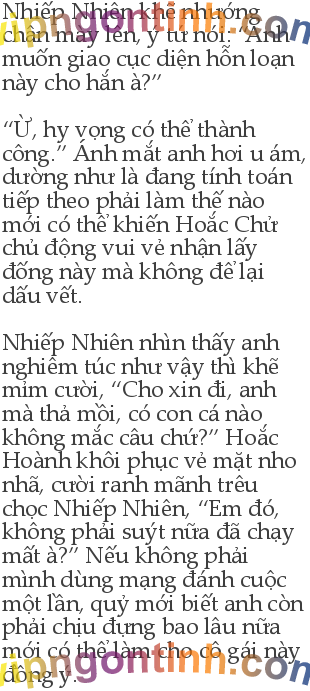 Nhiếp Nhiên khẽ nhướng
chân mày lên, ý tứ nói: “Anh
muốn giao cục diện hỗn loạn
này cho hắn à?”
“Ừ, hy vọng có thể thành
công.” Ánh mắt anh hơi u ám,
dường như là đang tính toán
tiếp theo phải làm thế nào
mới có thể khiến Hoắc Chử
chủ động vui vẻ nhận lấy
đống này mà không để lại
dấu vết.
Nhiếp Nhiên nhìn thấy anh
nghiêm túc như vậy thì khẽ
mỉm cười, “Cho xin đi, anh
mà thả mồi, có con cá nào
không mắc câu chứ?” Hoắc
Hoành khôi phục vẻ mặt nho
nhã, cười ranh mãnh trêu
chọc Nhiếp Nhiên, “Em đó,
không phải suýt nữa đã chạy
mất à?” Nếu không phải
mình dùng mạng đánh cuộc
một lần, quỷ mới biết anh còn
phải chịu đựng bao lâu nữa
mới có thể làm cho cô gái này
đồng ý.
vipngontinh.com
vipngontinh.com